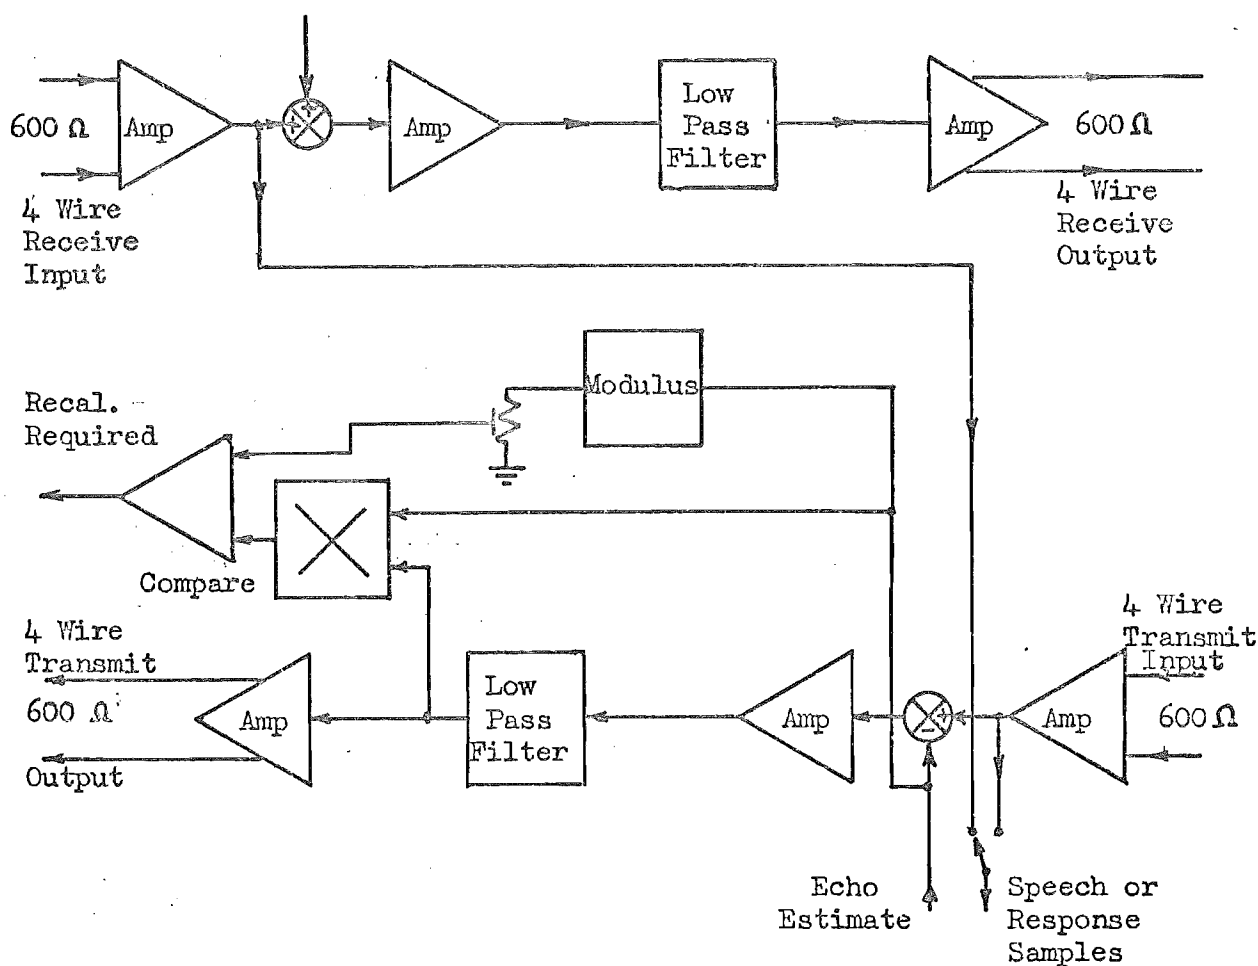 600 Ω
Amp
4 Wire
Receive
Input
Amp
Low
Pass
Filter
Amp
600 Ω
4 Wire
Receive
Output
Recal.
Required
Modulus
Compare
4 Wire
Transmit
600 Ω
Output
Amp
Low
Pass
Filter
Amp
Amp
4 Wire
Transmit
Input
600 Ω
Echo
Estimate
Speech or
Response
Samples